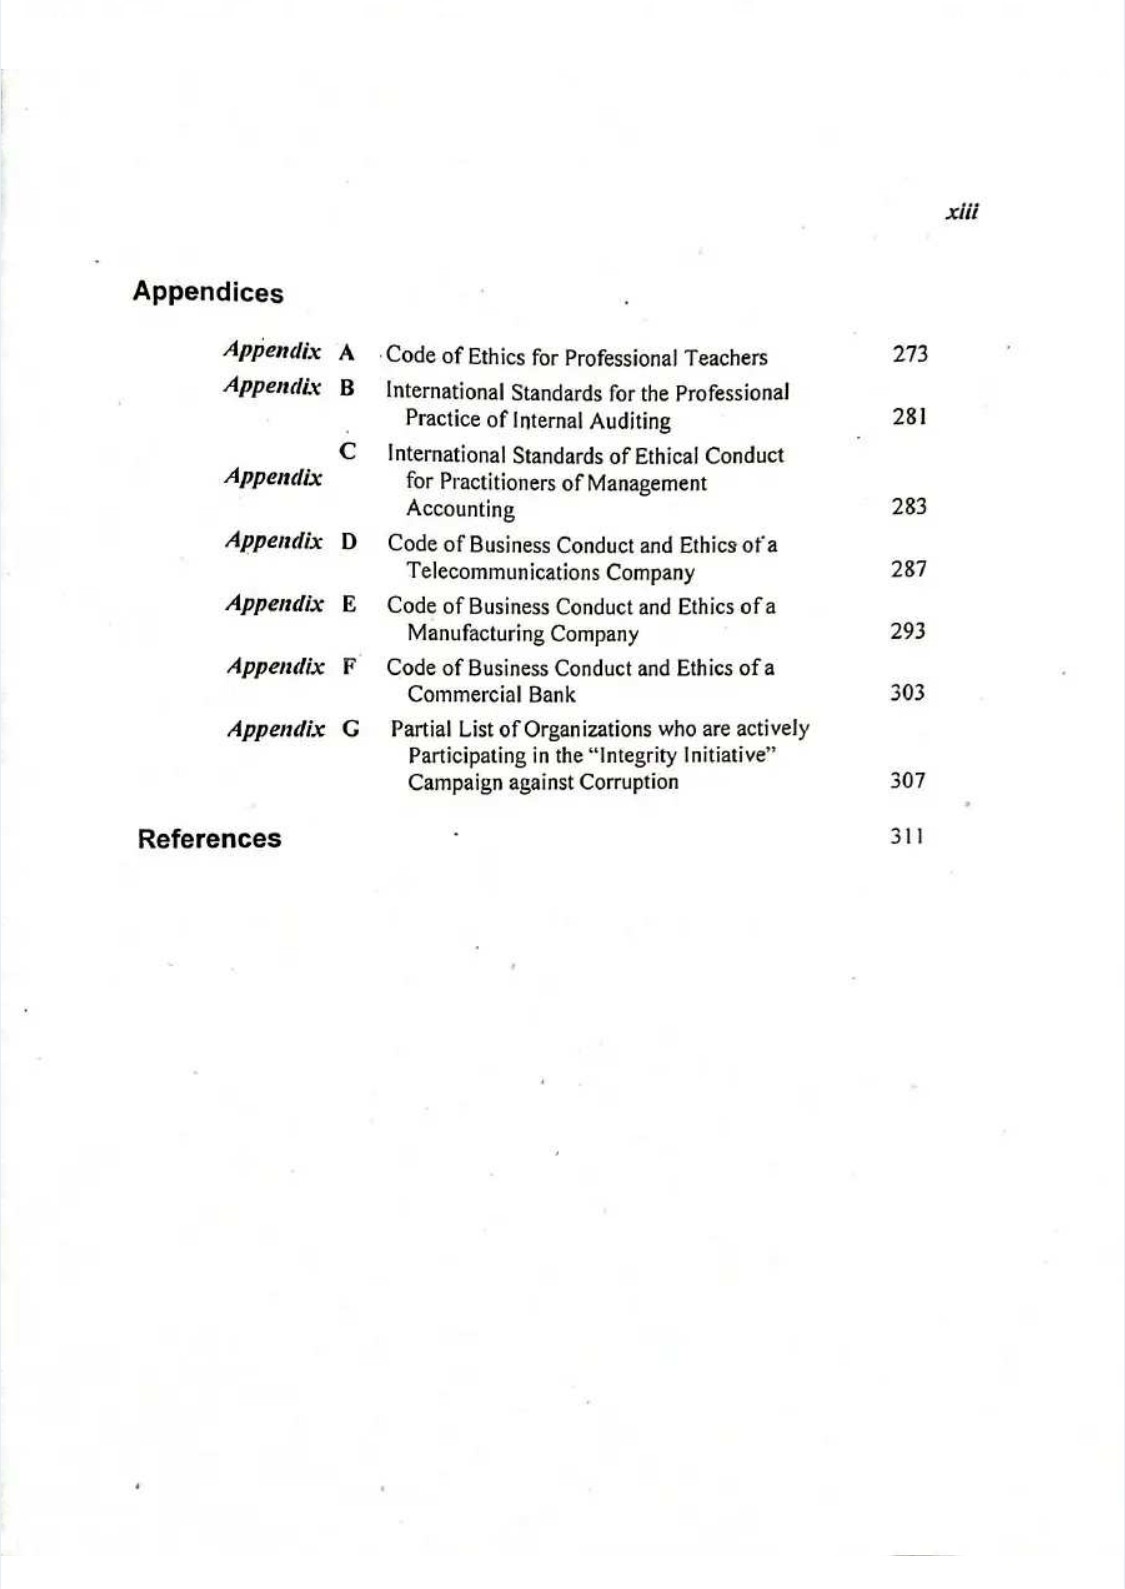 xiii
Appendices
Appendix A Code of Ethics for Professional Teachers 273
Appendix B International Standards for the Professional
Practice of Internal Auditing 281
C International Standards of Ethical Conduct
Appendix for Practitioners of Management
Accounting 283
Appendix D Code of Business Conduct and Ethics of a
Telecommunications Company 287
Appendix E Code of Business Conduct and Ethics of a
Manufacturing Company 293
Appendix F Code of Business Conduct and Ethics of a
Commercial Bank 303
Appendix G Partial List of Organizations who are actively
Participating in the “Integrity Initiative”
Campaign against Corruption 307
References 311